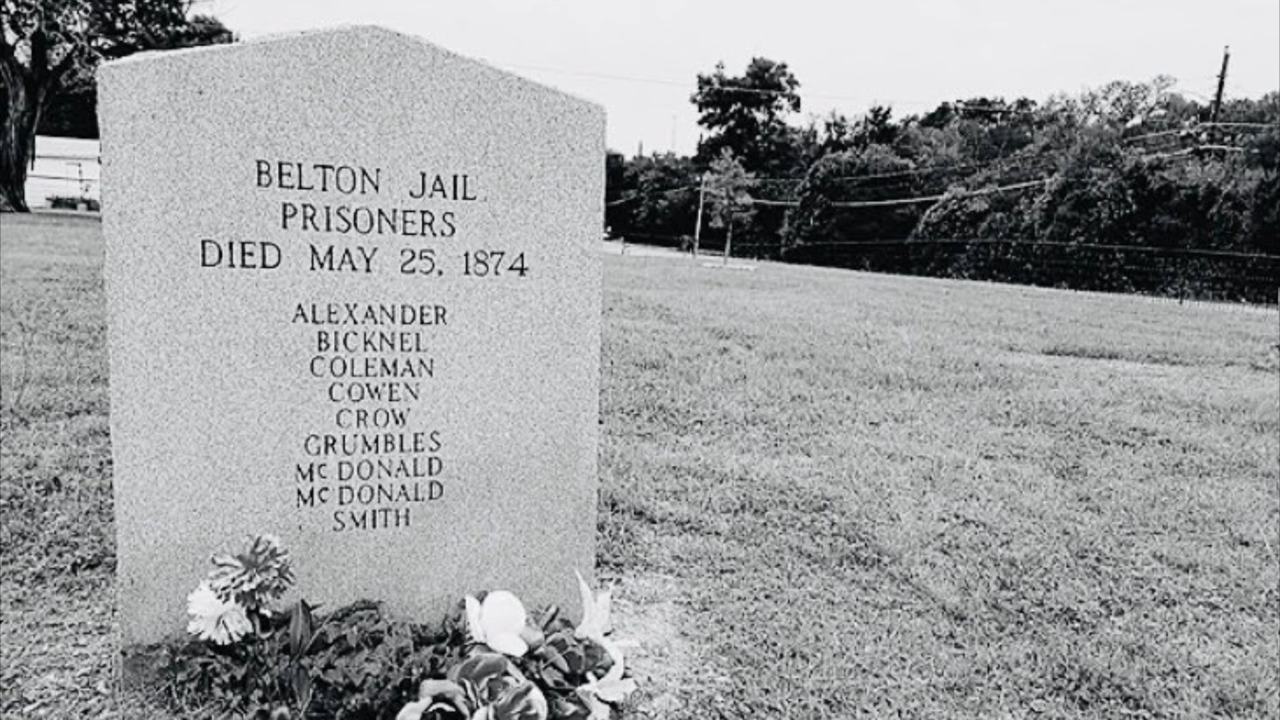 BELTON JAIL
PRISONERS
DIED MAY 25, 1874
ALEXANDER
BICKNEL
COLEMAN
COWEN
CROW
GRUMBLES
McDONALD
McDONALD
SMITH